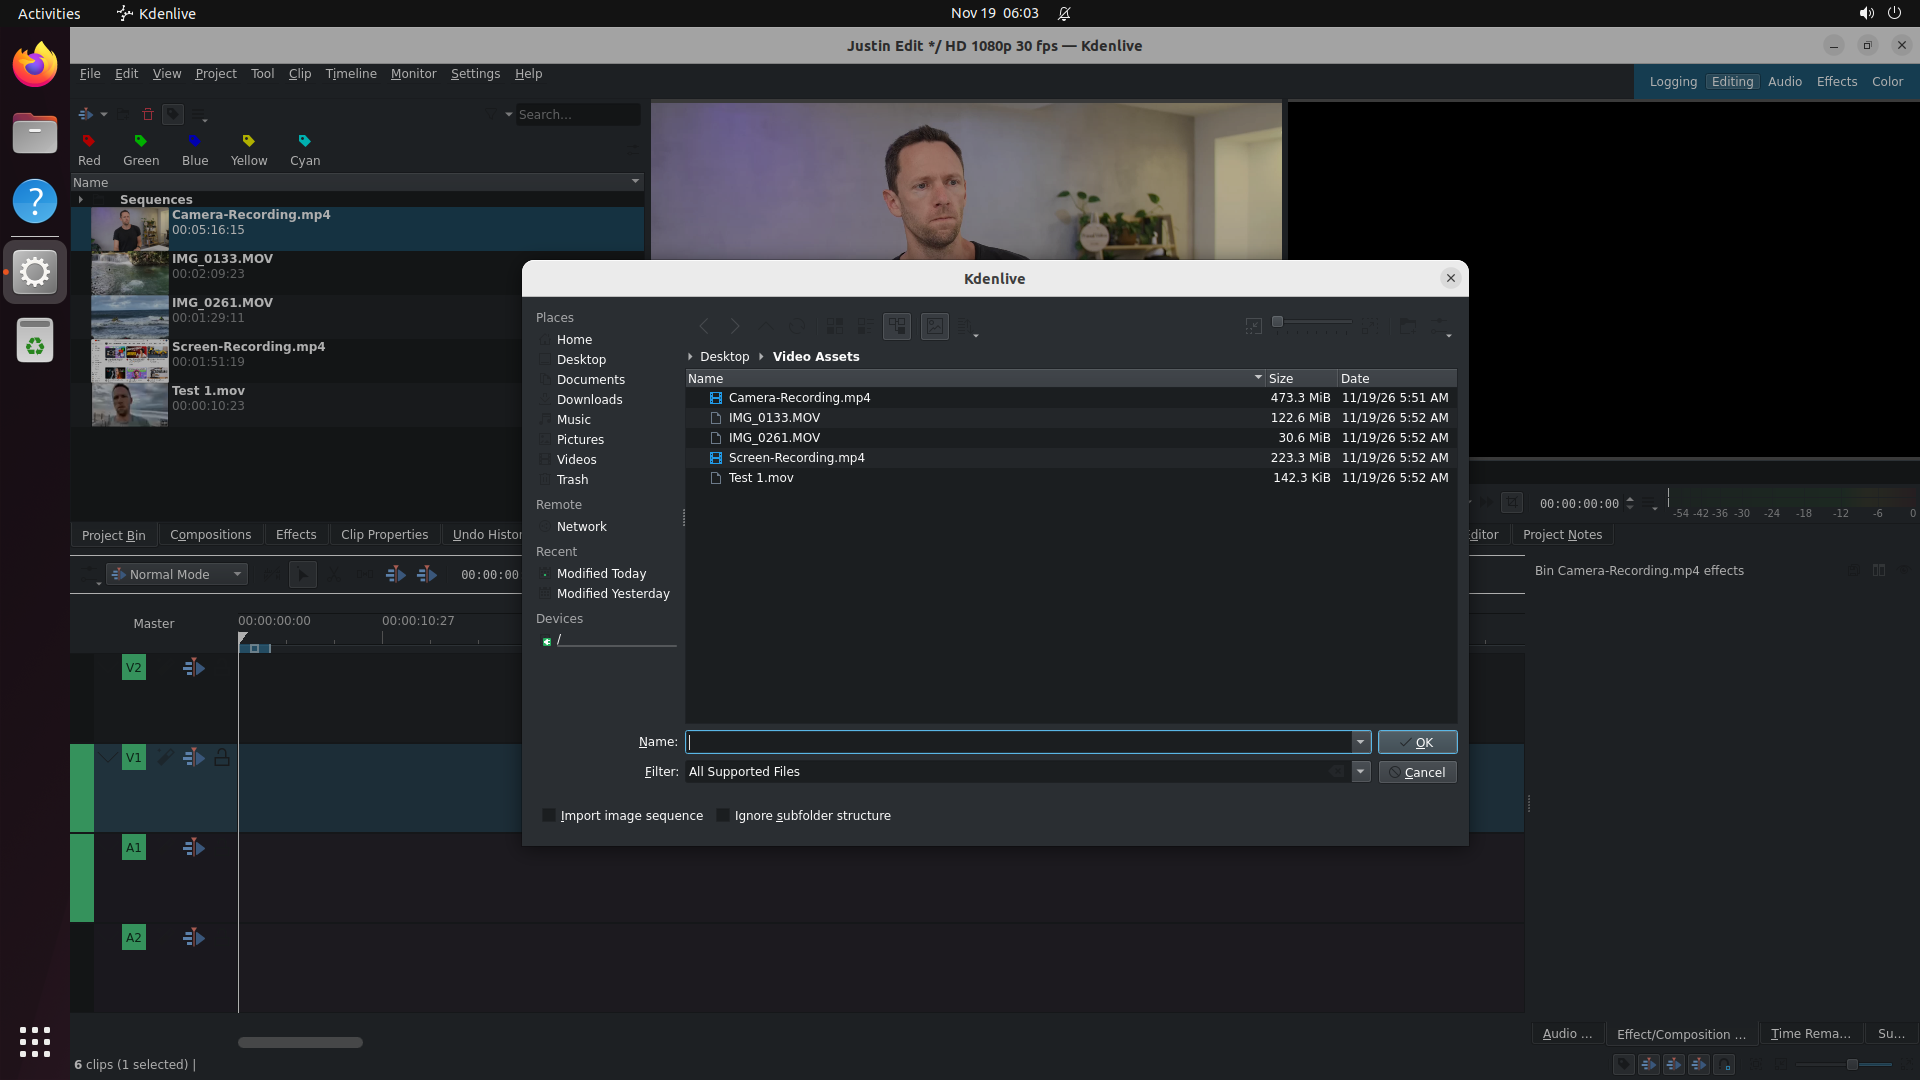 Activities
Kdenlive
Nov 19 06:03
Justin Edit */ HD 1080p 30 fps — Kdenlive
File Edit View Project Tool Clip Timeline Monitor Settings Help
Logging Editing Audio Effects Color
Search...
Red Green Blue Yellow Cyan
Name
Sequences
Camera-Recording.mp4
00:05:16:15
IMG_0133.MOV
00:02:09:23
IMG_0261.MOV
00:01:29:11
Screen-Recording.mp4
00:01:51:19
Test 1.mov
00:00:10:23
Project Bin Compositions Effects Clip Properties Undo Histor
Kdenlive
Places
Home
Desktop
Documents
Downloads
Music
Pictures
Videos
Trash
Remote
Network
Recent
Modified Today
Modified Yesterday
Devices
/
Desktop Video Assets
Name Size Date
Camera-Recording.mp4 473.3 MiB 11/19/26 5:51 AM
IMG_0133.MOV 122.6 MiB 11/19/26 5:52 AM
IMG_0261.MOV 30.6 MiB 11/19/26 5:52 AM
Screen-Recording.mp4 223.3 MiB 11/19/26 5:52 AM
Test 1.mov 142.3 KiB 11/19/26 5:52 AM
Name:
OK
Filter: All Supported Files
Cancel
Import image sequence
Ignore subfolder structure
00:00:00:00
-54 -42 -36 -30 -24 -18 -12 -6 0
ditor
Project Notes
Bin Camera-Recording.mp4 effects
Normal Mode
00:00:00
Master
00:00:00:00
00:00:10:27
V2
V1
A1
A2
Audio ...
Effect/Composition ...
Time Rema...
Su...
6 clips (1 selected) |